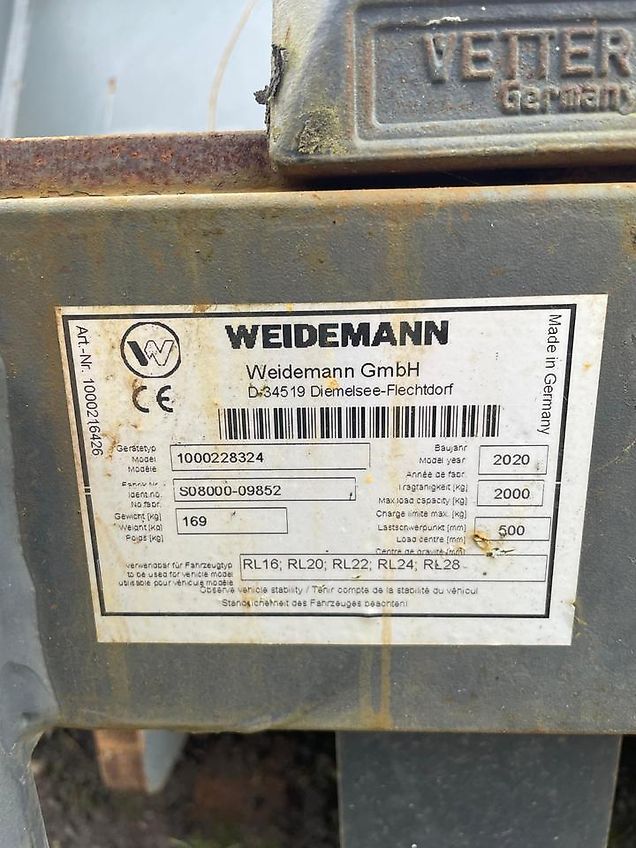 VETTER
Germany
WEIDEMANN
Weidemann GmbH
D-34519 Diemelsee-Flechtdorf
CE
Art.-Nr. 1000216426
Made in Germany
Gerätetyp
Model
Modèle
1000228324
Baujahr
Model year
Année de fabr.
2020
Fabrik Nr.
Ident.no.
No.fabr.
S08000-09852
Tragfähigkeit [kg]
Max.load capacity [kg]
Charge limite max. [kg]
2000
Gewicht [kg]
Weight [kg]
Poids [kg]
169
Lastschwerpunkt [mm]
Load centre [mm]
Centre de gravité [mm]
500
verwendbar für Fahrzeugtyp
to be used for vehicle model
utilisable pour véhicule modèle
RL16; RL20; RL22; RL24; RL28
Observe vehicle stability / Tenir compte de la stabilité du véhicul
Standsicherheit des Fahrzeuges beachten!